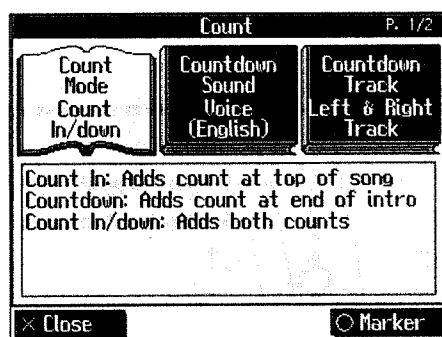 Count P. 1/2
Count
Mode
Count
In/down
Countdown
Sound
Voice
(English)
Countdown
Track
Left & Right
Track
Count In: Adds count at top of song
Countdown: Adds count at end of intro
Count In/down: Adds both counts
× Close
○ Marker